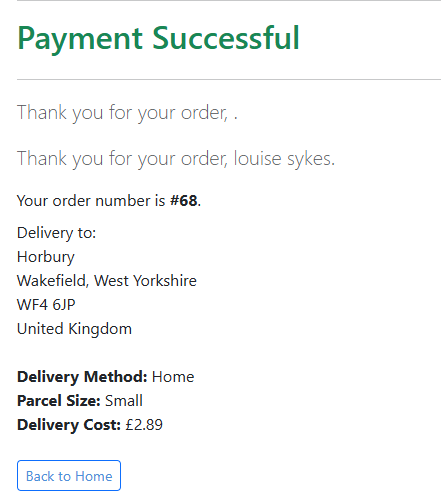 Payment Successful
Thank you for your order, .
Thank you for your order, louise sykes.
Your order number is #68.
Delivery to:
Horbury
Wakefield, West Yorkshire
WF4 6JP
United Kingdom
Delivery Method: Home
Parcel Size: Small
Delivery Cost: £2.89
Back to Home